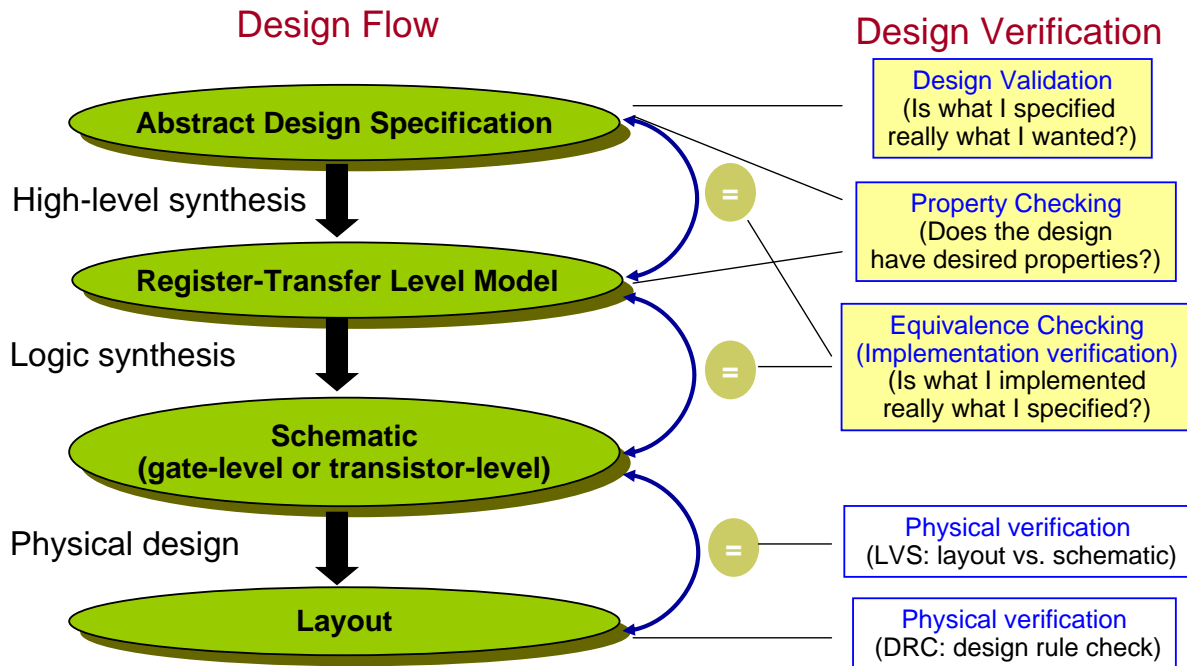 Design Flow
Design Verification
Abstract Design Specification
High-level synthesis
Register-Transfer Level Model
Logic synthesis
Schematic
(gate-level or transistor-level)
Physical design
Layout
=
=
=
Design Validation
(Is what I specified
really what I wanted?)
Property Checking
(Does the design
have desired properties?)
Equivalence Checking
(Implementation verification)
(Is what I implemented
really what I specified?)
Physical verification
(LVS: layout vs. schematic)
Physical verification
(DRC: design rule check)